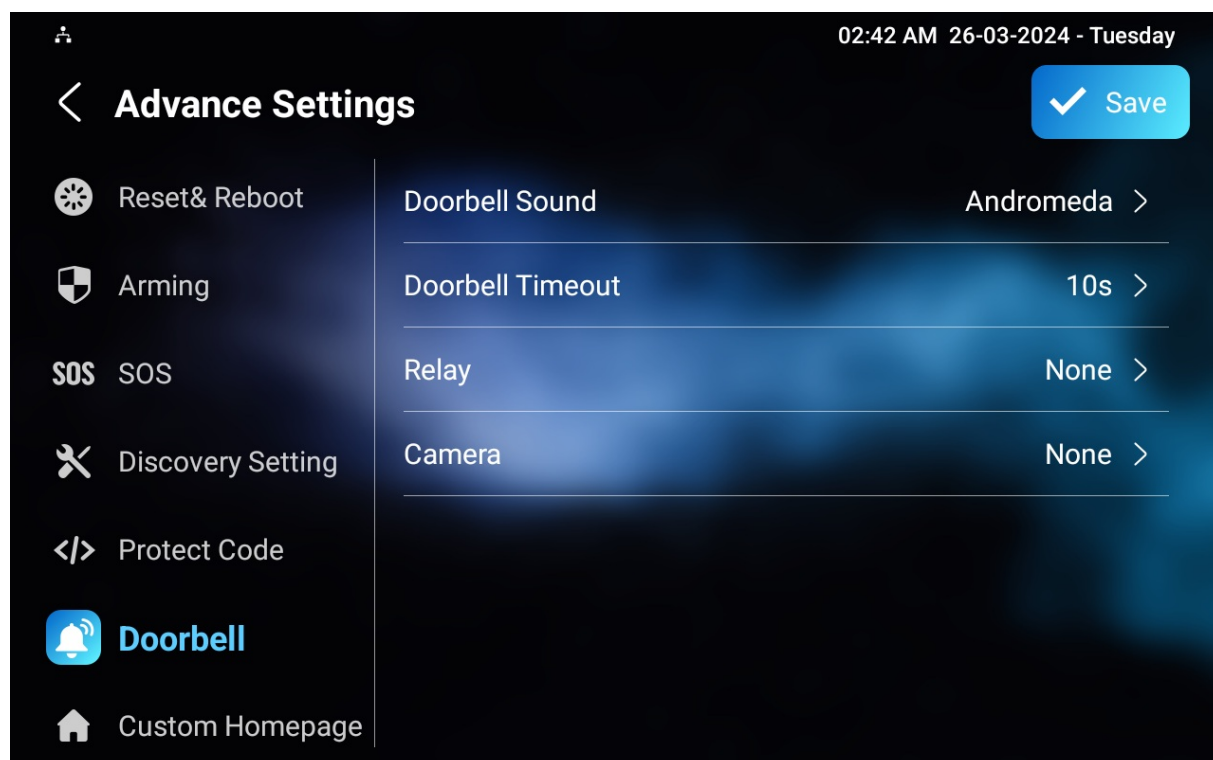 02:42 AM 26-03-2024 - Tuesday
Advance Settings
Save
Reset& Reboot
Arming
SOS SOS
Discovery Setting
</> Protect Code
Doorbell
Custom Homepage
Doorbell Sound Andromeda >
Doorbell Timeout 10s >
Relay None >
Camera None >